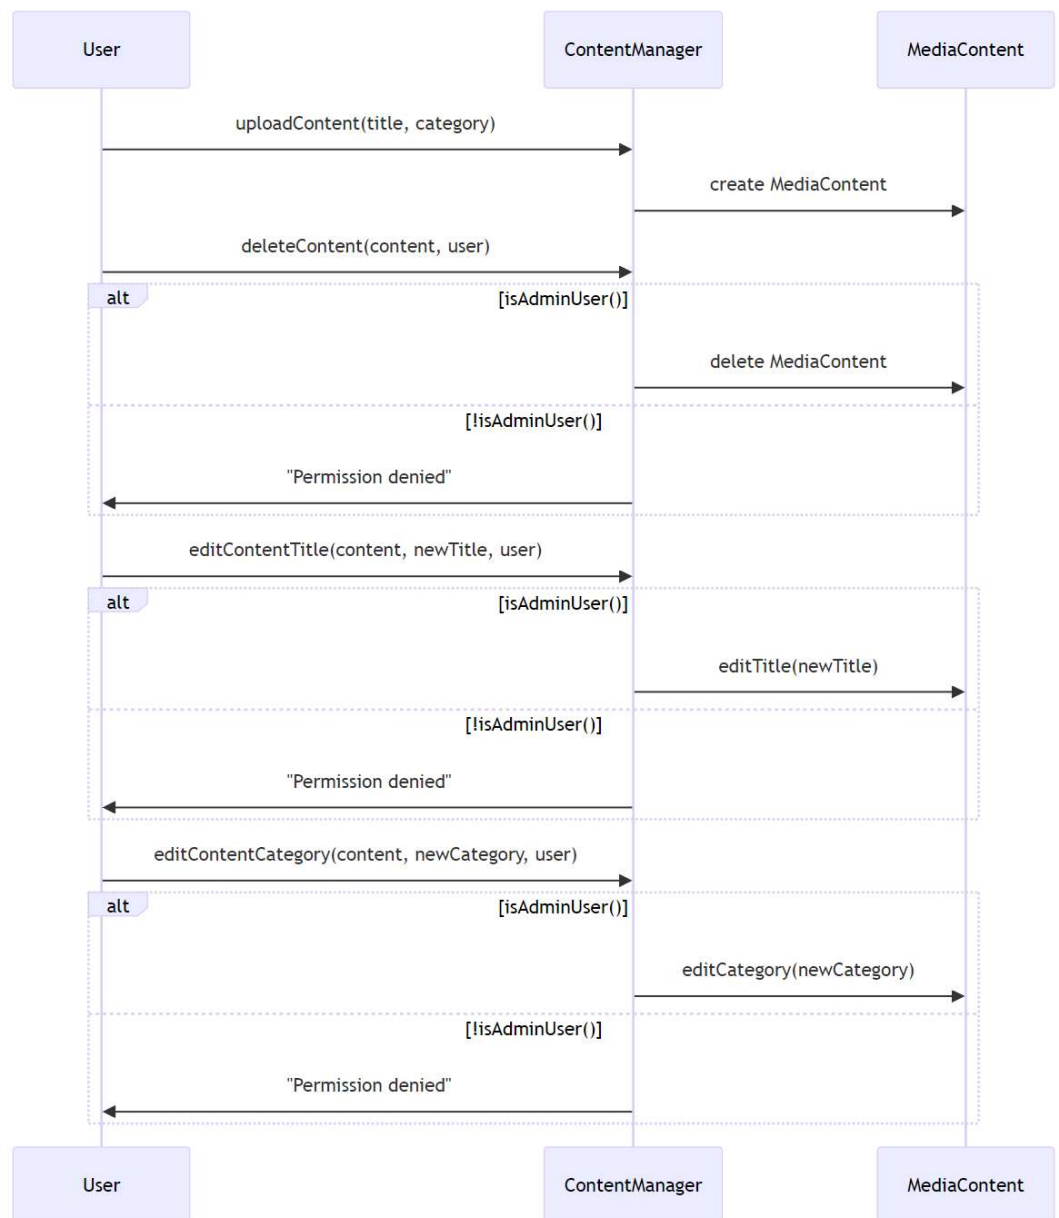 User
ContentManager
MediaContent
uploadContent(title, category)
create MediaContent
deleteContent(content, user)
alt
[isAdminUser()]
delete MediaContent
[!isAdminUser()]
"Permission denied"
editContentTitle(content, newTitle, user)
alt
[isAdminUser()]
editTitle(newTitle)
[!isAdminUser()]
"Permission denied"
editContentCategory(content, newCategory, user)
alt
[isAdminUser()]
editCategory(newCategory)
[!isAdminUser()]
"Permission denied"
User
ContentManager
MediaContent